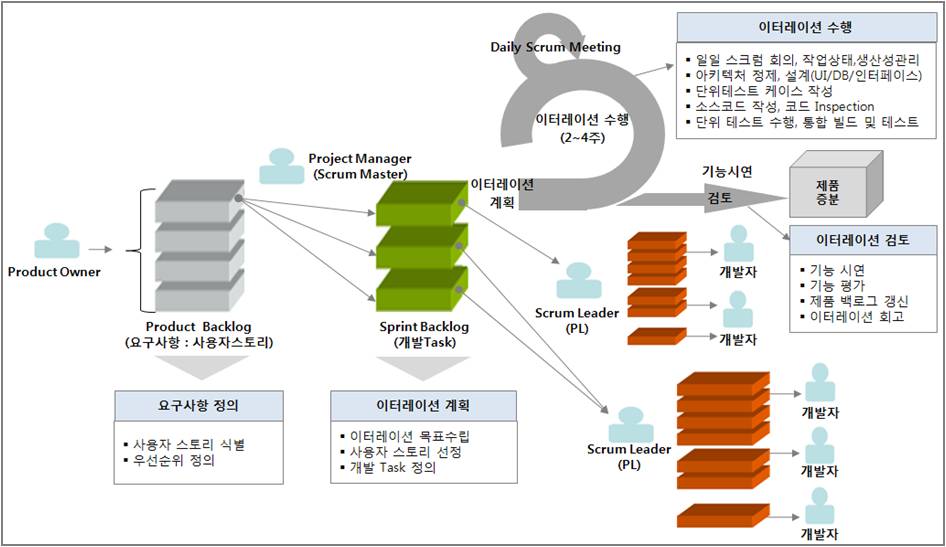 Daily Scrum Meeting
이터레이션 수행
(2~4주)
이터레이션 수행
▪ 일일 스크럼 회의, 작업상태,생산성관리
▪ 아키텍처 정제, 설계(UI/DB/인터페이스)
▪ 단위테스트 케이스 작성
▪ 소스코드 작성, 코드 Inspection
▪ 단위 테스트 수행, 통합 빌드 및 테스트
Project Manager
(Scrum Master)
이터레이션
계획
기능시연
검토
제품
증분
Product Owner
이터레이션 검토
▪ 기능 시연
▪ 기능 평가
▪ 제품 백로그 갱신
▪ 이터레이션 회고
개발자
개발자
Scrum Leader
(PL)
Product Backlog
(요구사항 : 사용자스토리)
Sprint Backlog
(개발Task)
요구사항 정의
▪ 사용자 스토리 식별
▪ 우선순위 정의
이터레이션 계획
▪ 이터레이션 목표수립
▪ 사용자 스토리 선정
▪ 개발 Task 정의
Scrum Leader
(PL)
개발자
개발자
개발자